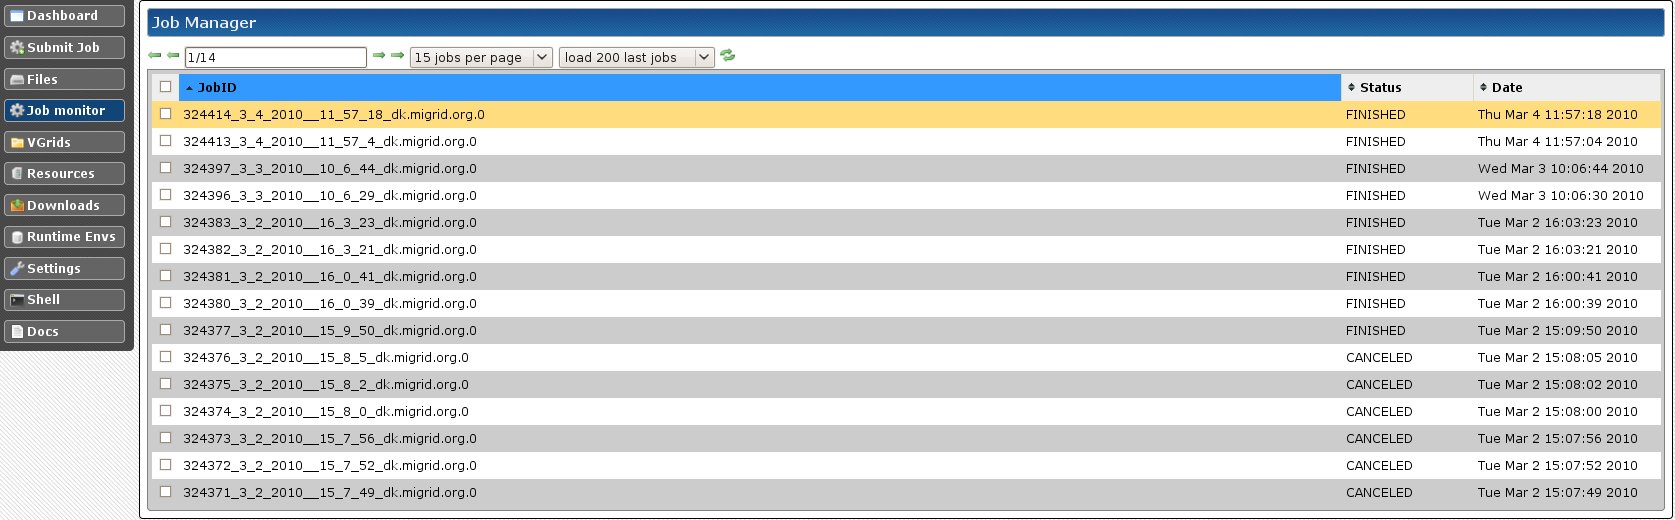 Dashboard
Submit Job
Files
Job monitor
VGrids
Resources
Downloads
Runtime Envs
Settings
Shell
Docs
Job Manager
1/14 15 jobs per page load 200 last jobs
JobID Status Date
324414_3_4_2010__11_57_18_dk.migrid.org.0 FINISHED Thu Mar 4 11:57:18 2010
324413_3_4_2010__11_57_4_dk.migrid.org.0 FINISHED Thu Mar 4 11:57:04 2010
324397_3_3_2010__10_6_44_dk.migrid.org.0 FINISHED Wed Mar 3 10:06:44 2010
324396_3_3_2010__10_6_29_dk.migrid.org.0 FINISHED Wed Mar 3 10:06:30 2010
324383_3_2_2010__16_3_23_dk.migrid.org.0 FINISHED Tue Mar 2 16:03:23 2010
324382_3_2_2010__16_3_21_dk.migrid.org.0 FINISHED Tue Mar 2 16:03:21 2010
324381_3_2_2010__16_0_41_dk.migrid.org.0 FINISHED Tue Mar 2 16:00:41 2010
324380_3_2_2010__16_0_39_dk.migrid.org.0 FINISHED Tue Mar 2 16:00:39 2010
324377_3_2_2010__15_9_50_dk.migrid.org.0 FINISHED Tue Mar 2 15:09:50 2010
324376_3_2_2010__15_8_5_dk.migrid.org.0 CANCELED Tue Mar 2 15:08:05 2010
324375_3_2_2010__15_8_2_dk.migrid.org.0 CANCELED Tue Mar 2 15:08:02 2010
324374_3_2_2010__15_8_0_dk.migrid.org.0 CANCELED Tue Mar 2 15:08:00 2010
324373_3_2_2010__15_7_56_dk.migrid.org.0 CANCELED Tue Mar 2 15:07:56 2010
324372_3_2_2010__15_7_52_dk.migrid.org.0 CANCELED Tue Mar 2 15:07:52 2010
324371_3_2_2010__15_7_49_dk.migrid.org.0 CANCELED Tue Mar 2 15:07:49 2010